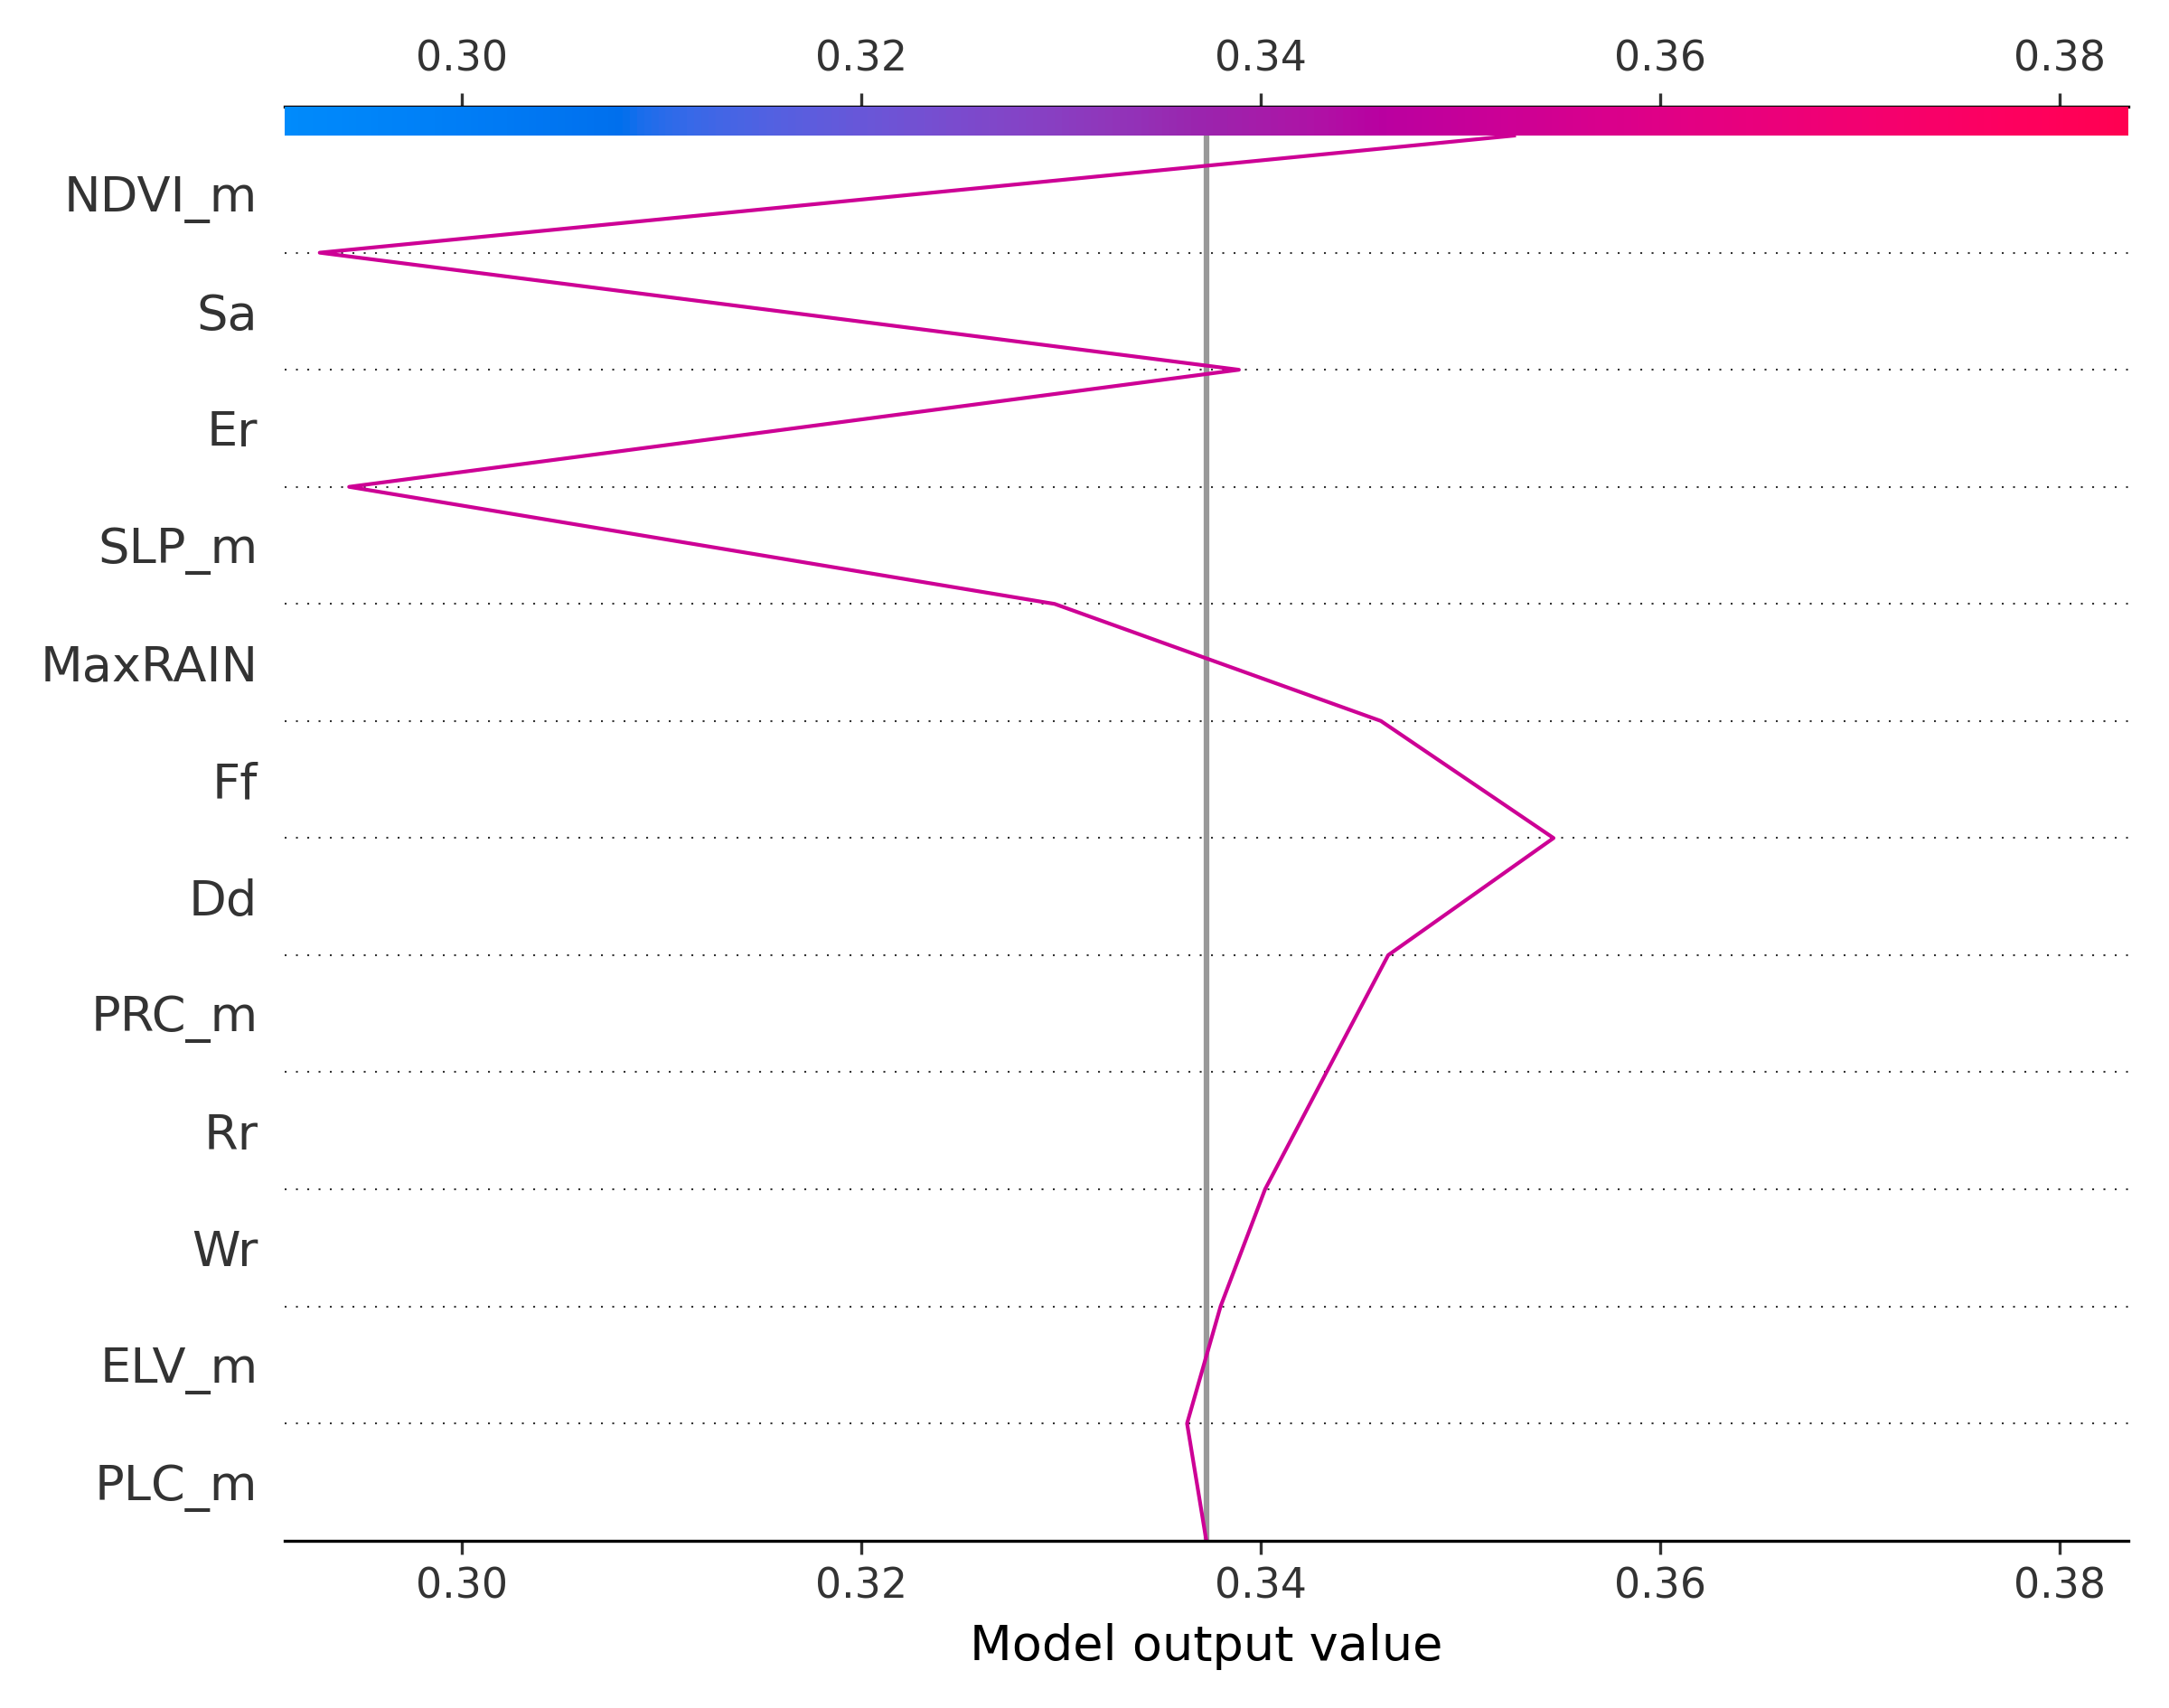 0.30 0.32 0.34 0.36 0.38
NDVI_m
Sa
Er
SLP_m
MaxRAIN
Ff
Dd
PRC_m
Rr
Wr
ELV_m
PLC_m
0.30 0.32 0.34 0.36 0.38
Model output value